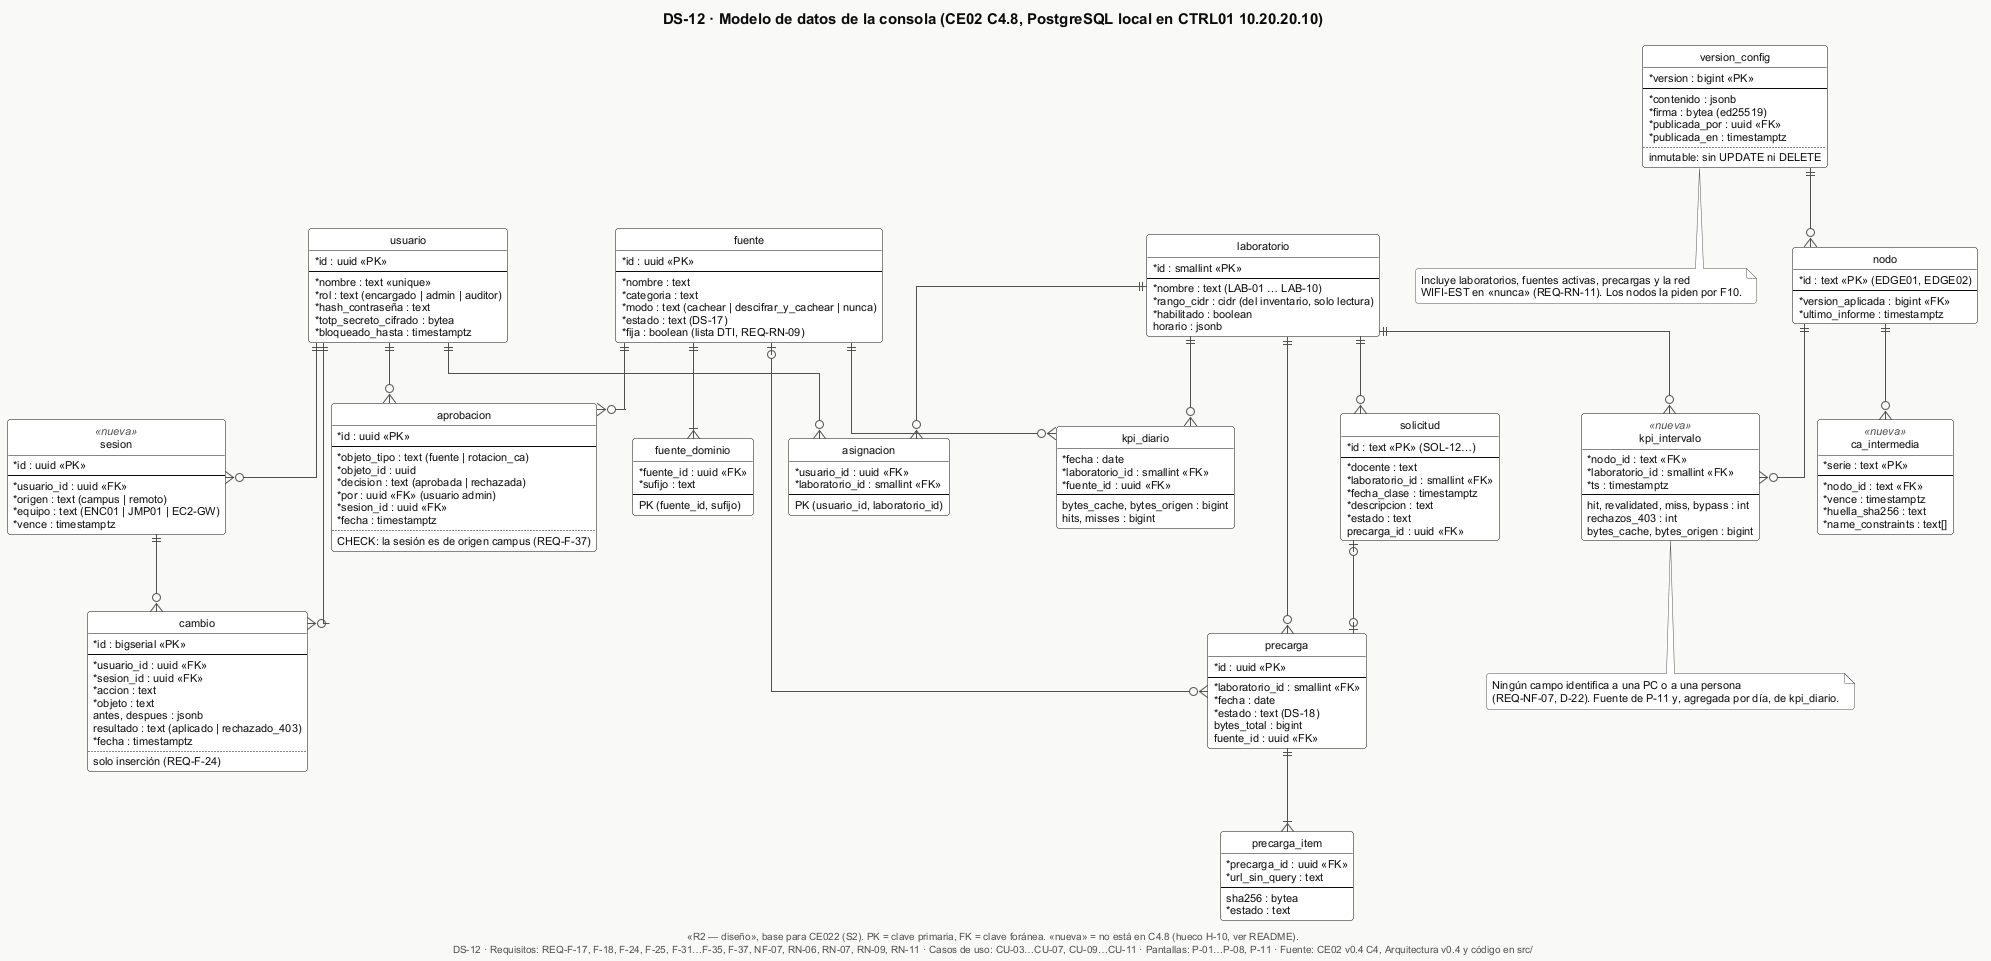 DS-12 · Modelo de datos de la consola (CE02 C4.8, PostgreSQL local en CTRL01 10.20.20.10)
version_config
*version : bigint «PK»
*contenido : jsonb
*firma : bytea (ed25519)
*publicada_por : uuid «FK»
*publicada_en : timestamptz
inmutable: sin UPDATE ni DELETE
usuario
*id : uuid «PK»
*nombre : text «unique»
*rol : text (encargado | admin | auditor)
*hash_contraseña : text
*totp_secreto_cifrado : bytea
*bloqueado_hasta : timestamptz
fuente
*id : uuid «PK»
*nombre : text
*categoria : text
*modo : text (cachear | descifrar_y_cachear | nunca)
*estado : text (DS-17)
*fija : boolean (lista DTI, REQ-RN-09)
laboratorio
*id : smallint «PK»
*nombre : text (LAB-01 … LAB-10)
*rango_cidr : cidr (del inventario, solo lectura)
*habilitado : boolean
horario : jsonb
Incluye laboratorios, fuentes activas, precargas y la red
WIFI-EST en «nunca» (REQ-RN-11). Los nodos la piden por F10.
nodo
*id : text «PK» (EDGE01, EDGE02)
*version_aplicada : bigint «FK»
*ultimo_informe : timestamptz
«nueva»
sesion
*id : uuid «PK»
*usuario_id : uuid «FK»
*origen : text (campus | remoto)
*equipo : text (ENC01 | JMP01 | EC2-GW)
*vence : timestamptz
aprobacion
*id : uuid «PK»
*objeto_tipo : text (fuente | rotacion_ca)
*objeto_id : uuid
*decision : text (aprobada | rechazada)
*por : uuid «FK» (usuario admin)
*sesion_id : uuid «FK»
*fecha : timestamptz
CHECK: la sesión es de origen campus (REQ-F-37)
fuente_dominio
*fuente_id : uuid «FK»
*sufijo : text
PK (fuente_id, sufijo)
asignacion
*usuario_id : uuid «FK»
*laboratorio_id : smallint «FK»
PK (usuario_id, laboratorio_id)
kpi_diario
*fecha : date
*laboratorio_id : smallint «FK»
*fuente_id : uuid «FK»
bytes_cache, bytes_origen : bigint
hits, misses : bigint
solicitud
*id : text «PK» (SOL-12…)
*docente : text
*laboratorio_id : smallint «FK»
*fecha_clase : timestamptz
*descripcion : text
*estado : text
precarga_id : uuid «FK»
«nueva»
kpi_intervalo
*nodo_id : text «FK»
*laboratorio_id : smallint «FK»
*ts : timestamptz
hit, revalidated, miss, bypass : int
rechazos_403 : int
bytes_cache, bytes_origen : bigint
«nueva»
ca_intermedia
*serie : text «PK»
*nodo_id : text «FK»
*vence : timestamptz
*huella_sha256 : text
*name_constraints : text[]
cambio
*id : bigserial «PK»
*usuario_id : uuid «FK»
*sesion_id : uuid «FK»
*accion : text
*objeto : text
antes, despues : jsonb
resultado : text (aplicado | rechazado_403)
*fecha : timestamptz
solo inserción (REQ-F-24)
precarga
*id : uuid «PK»
*laboratorio_id : smallint «FK»
*fecha : date
*estado : text (DS-18)
bytes_total : bigint
fuente_id : uuid «FK»
Ningún campo identifica a una PC o a una persona
(REQ-NF-07, D-22). Fuente de P-11 y, agregada por día, de kpi_diario.
precarga_item
*precarga_id : uuid «FK»
*url_sin_query : text
sha256 : bytea
*estado : text
«R2 — diseño», base para CE022 (S2). PK = clave primaria, FK = clave foránea. «nueva» = no está en C4.8 (hueco H-10, ver README).
DS-12 · Requisitos: REQ-F-17, F-18, F-24, F-25, F-31…F-35, F-37, NF-07, RN-06, RN-07, RN-09, RN-11 · Casos de uso: CU-03…CU-07, CU-09…CU-11 · Pantallas: P-01…P-08, P-11 · Fuente: CE02 v0.4 C4, Arquitectura v0.4 y código en src/